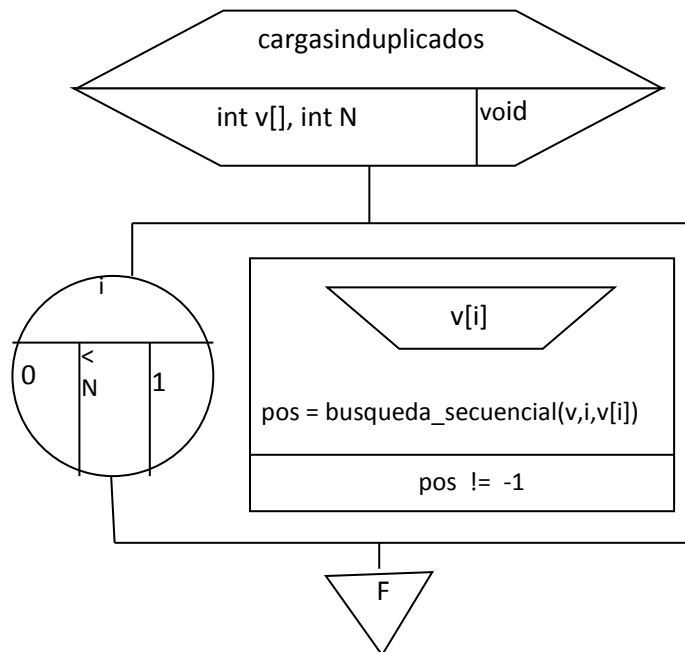 cargasinduplicados
int v[], int N
void
i
0
<
N
1
v[i]
pos = busqueda_secuencial(v,i,v[i])
pos != -1
F